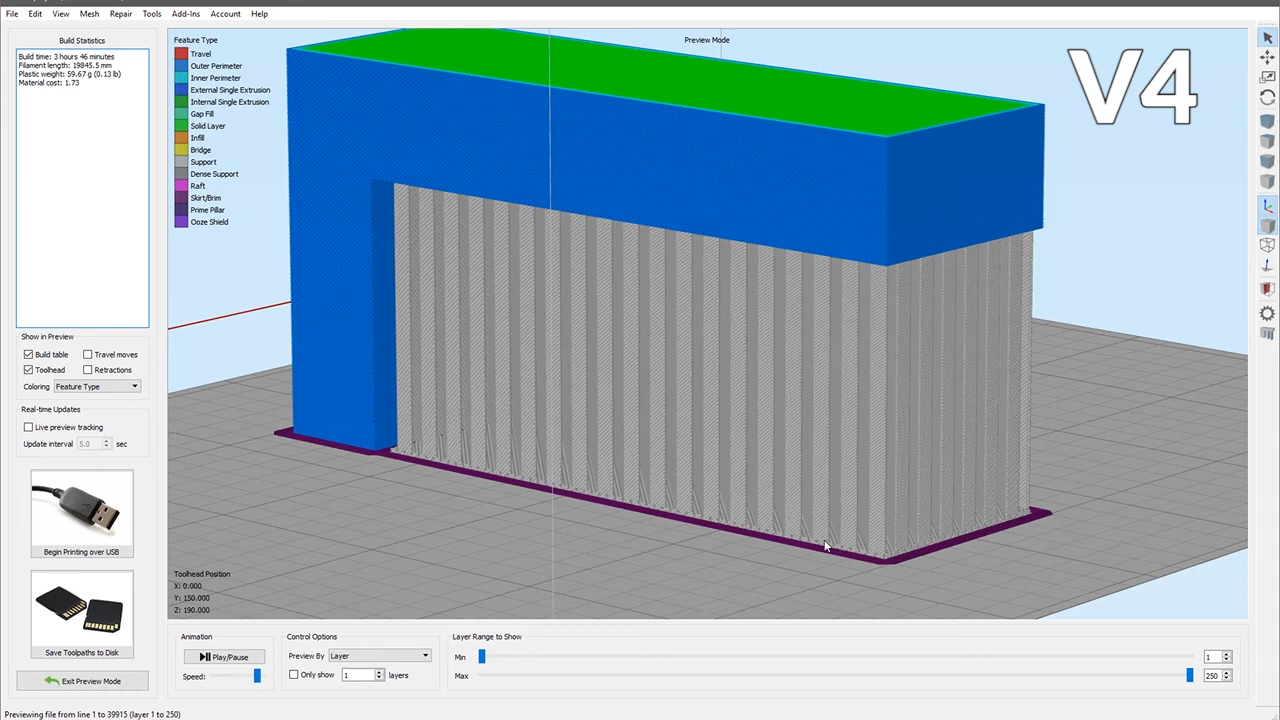 File Edit View Mesh Repair Tools Add-Ins Account Help
Build Statistics
Build time: 3 hours 46 minutes
Filament length: 19845.5 mm
Plastic weight: 59.67 g (0.13 lb)
Material cost: 1.73
Show in Preview
Build table Travel moves
Toolhead Retractions
Coloring Feature Type
Real-time Updates
Live preview tracking
Update interval 5.0 sec
Begin Printing over USB
Save Toolpaths to Disk
Exit Preview Mode
Preview Mode
V4
Feature Type
Travel
Outer Perimeter
Inner Perimeter
External Single Extrusion
Internal Single Extrusion
Gap Fill
Solid Layer
Infill
Bridge
Support
Dense Support
Raft
Skirt/Brim
Prime Pillar
Ooze Shield
Toolhead Position
X: 0.000
Y: 150.000
Z: 190.000
Animation
Play/Pause
Speed:
Control Options
Preview By Layer
Only show 1 layers
Layer Range to Show
Min 1
Max 250
Previewing file from line 1 to 39915 (layer 1 to 250)